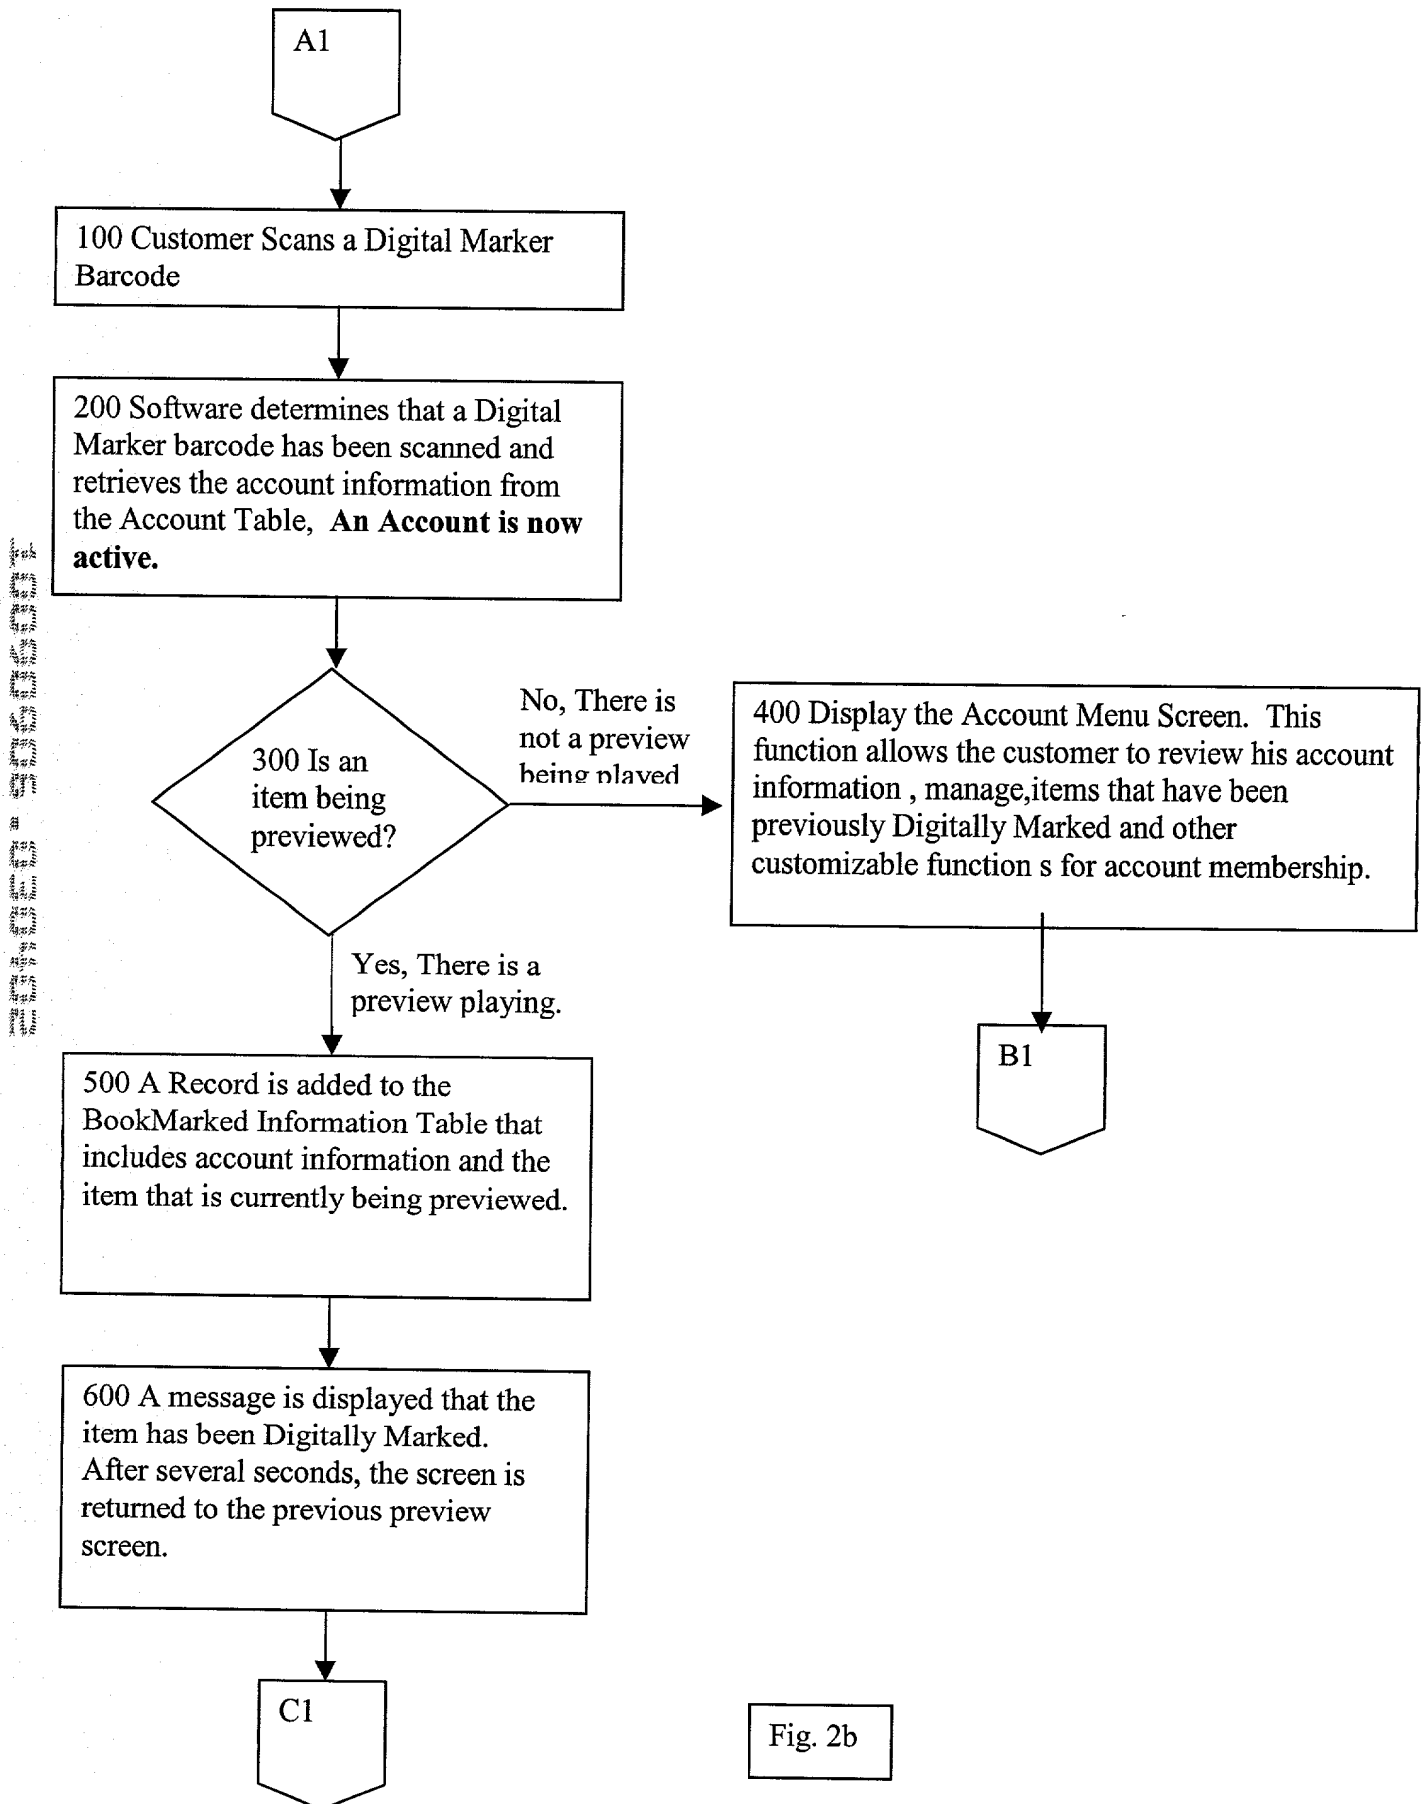 A1
100 Customer Scans a Digital Marker
Barcode
200 Software determines that a Digital
Marker barcode has been scanned and
retrieves the account information from
the Account Table, An Account is now
active.
300 Is an
item being
previewed?
No, There is
not a preview
being played
400 Display the Account Menu Screen. This
function allows the customer to review his account
information , manage,items that have been
previously Digitally Marked and other
customizable function s for account membership.
B1
Yes, There is a
preview playing.
500 A Record is added to the
BookMarked Information Table that
includes account information and the
item that is currently being previewed.
600 A message is displayed that the
item has been Digitally Marked.
After several seconds, the screen is
returned to the previous preview
screen.
C1
Fig. 2b